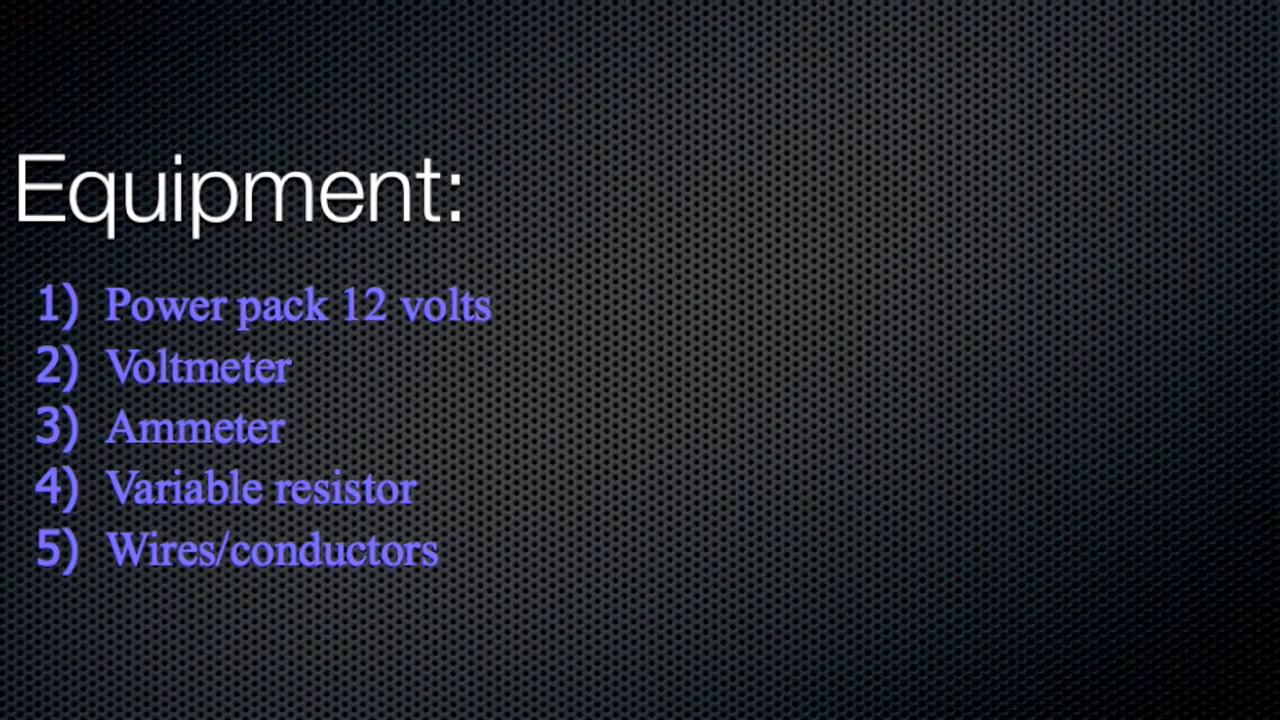 Equipment:
1) Power pack 12 volts
2) Voltmeter
3) Ammeter
4) Variable resistor
5) Wires/conductors